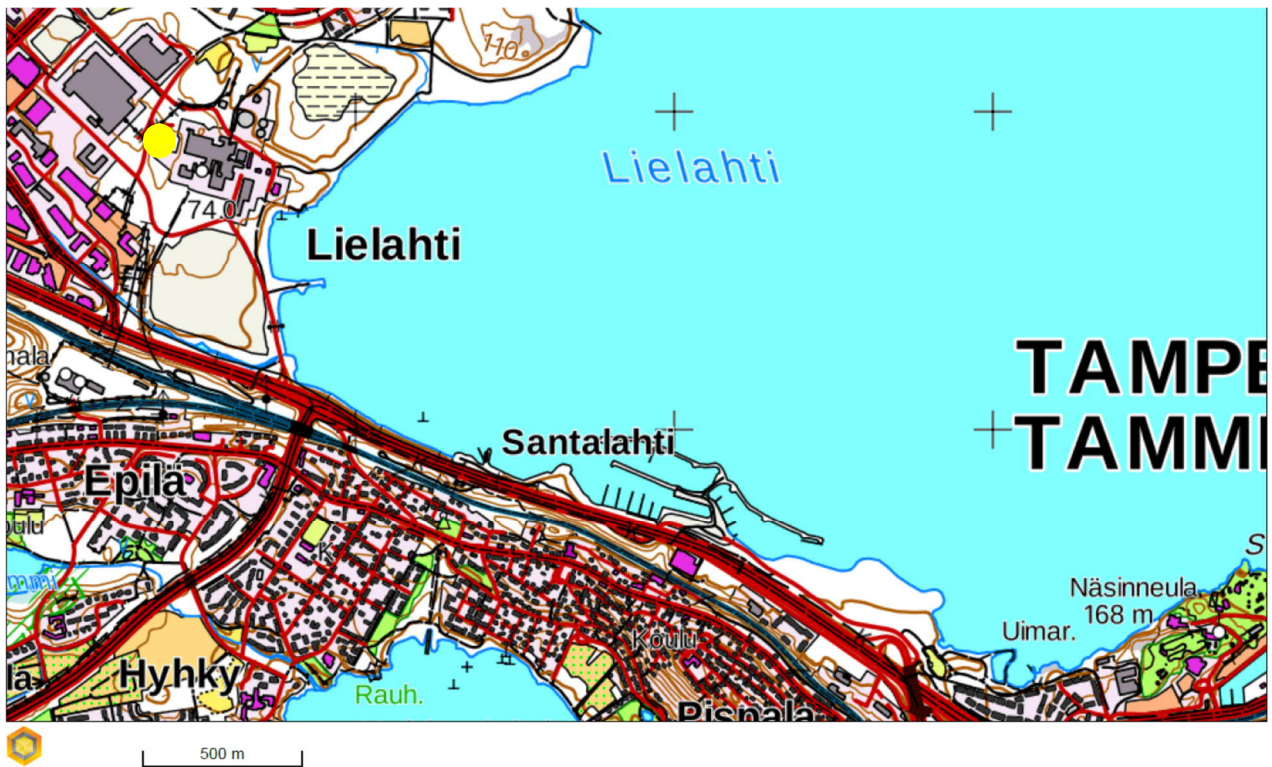 110
Lielahti
74.0
Lielahti
TAMPE
TAMMI
nala
Santalahti
Epilä
oulu
K
Näsinneula
168 m
S
Uimar.
Koulu
la
Hyhky
Rauh.
Pispala
500 m